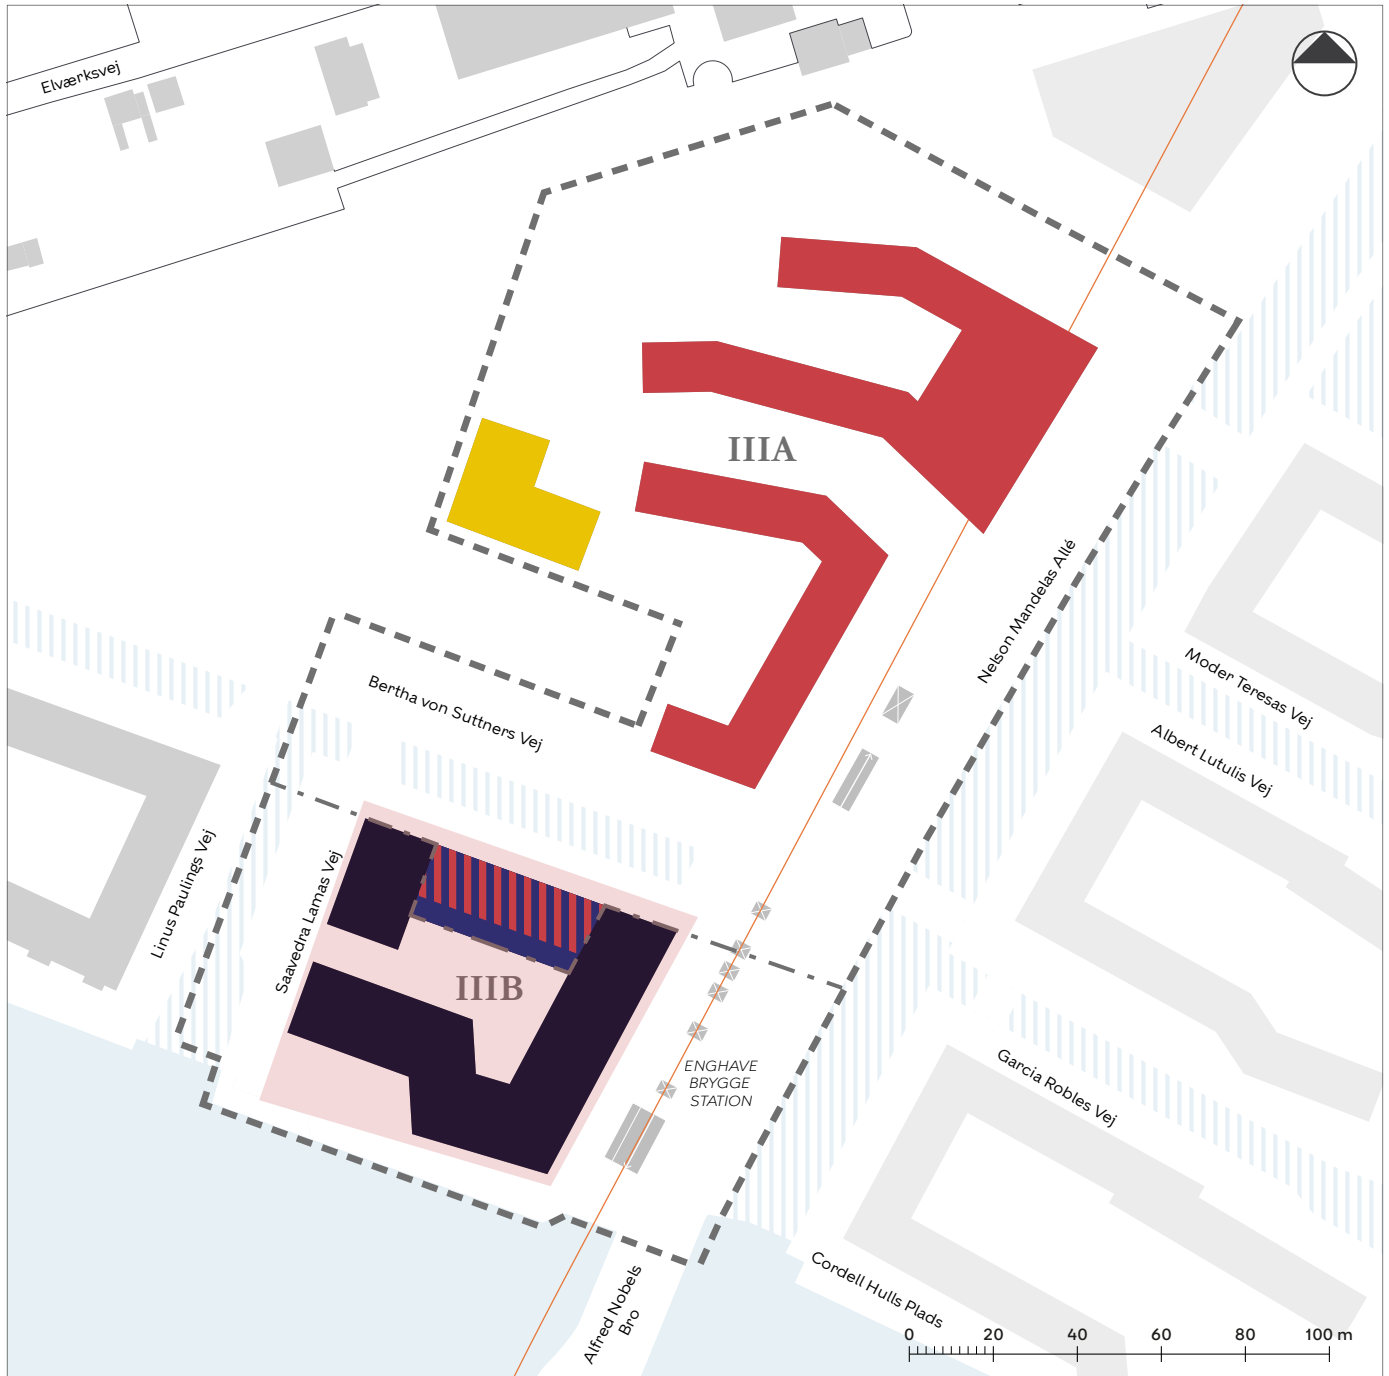 Elværksvej
IIIA
Nelson Mandelas Allé
Moder Teresas Vej
Bertha von Suttners Vej
Albert Lutulis Vej
Linus Paulings Vej
Saavedra Lamas Vej
IIIB
ENGHAVE
BRYGGE
STATION
Garcia Robles Vej
Cordell Hulls Plads
Alfred Nobels
Bro
0 20 40 60 80 100 m